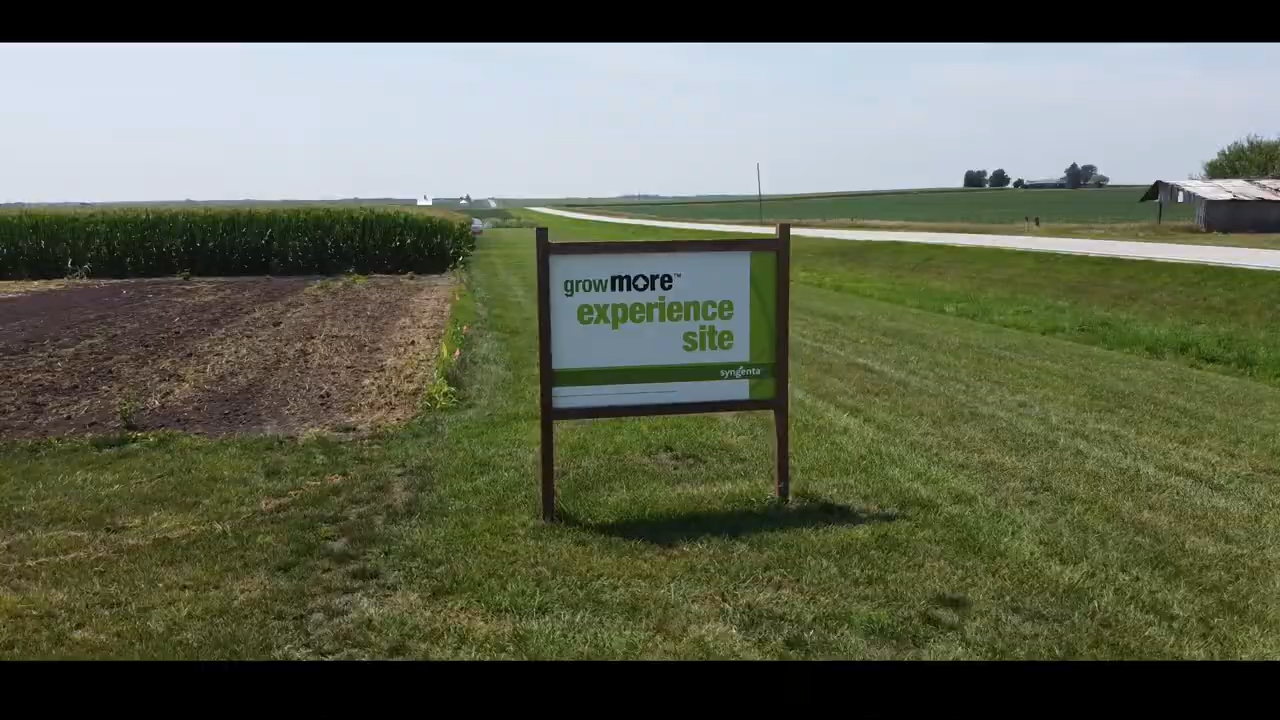 growmore™
experience
site
syngenta